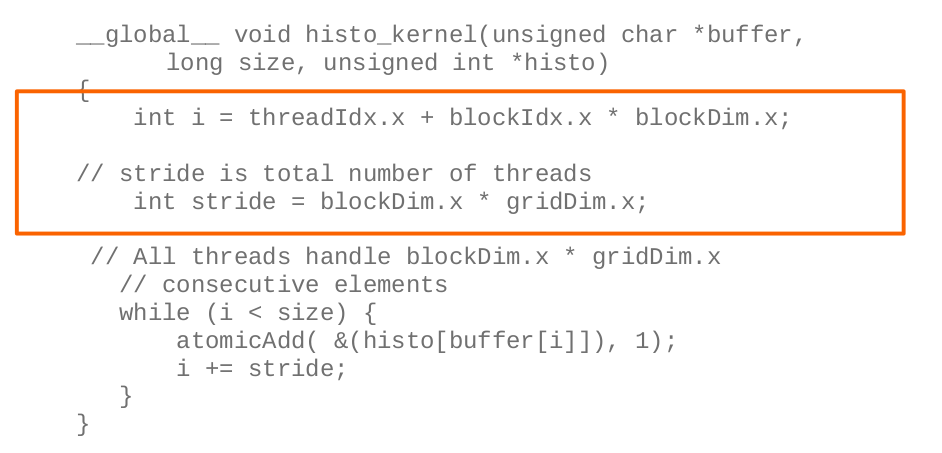 __global__ void histo_kernel(unsigned char *buffer,
long size, unsigned int *histo)
{
int i = threadIdx.x + blockIdx.x * blockDim.x;
// stride is total number of threads
int stride = blockDim.x * gridDim.x;
// All threads handle blockDim.x * gridDim.x
// consecutive elements
while (i < size) {
atomicAdd( &(histo[buffer[i]]), 1);
i += stride;
}
}